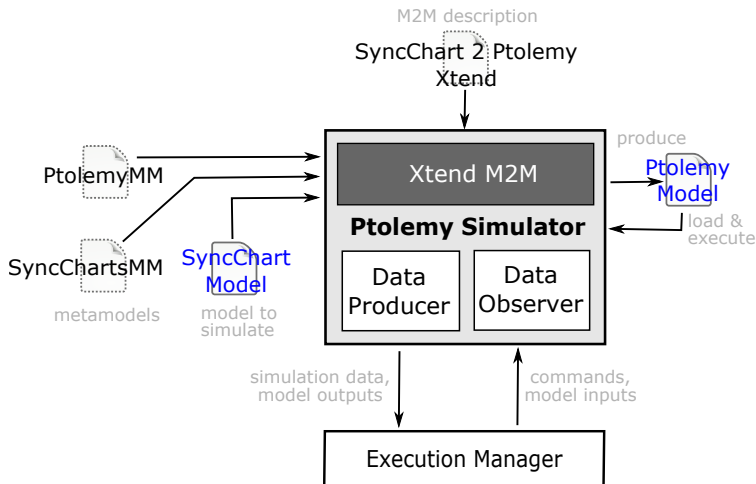 M2M description
SyncChart 2 Ptolemy
Xtend
produce
PtolemyMM
Xtend M2M
Ptolemy
Model
Ptolemy Simulator
load &
execute
SyncChartsMM
SyncChart
Model
Data
Producer
Data
Observer
metamodels
model to
simulate
simulation data,
model outputs
commands,
model inputs
Execution Manager